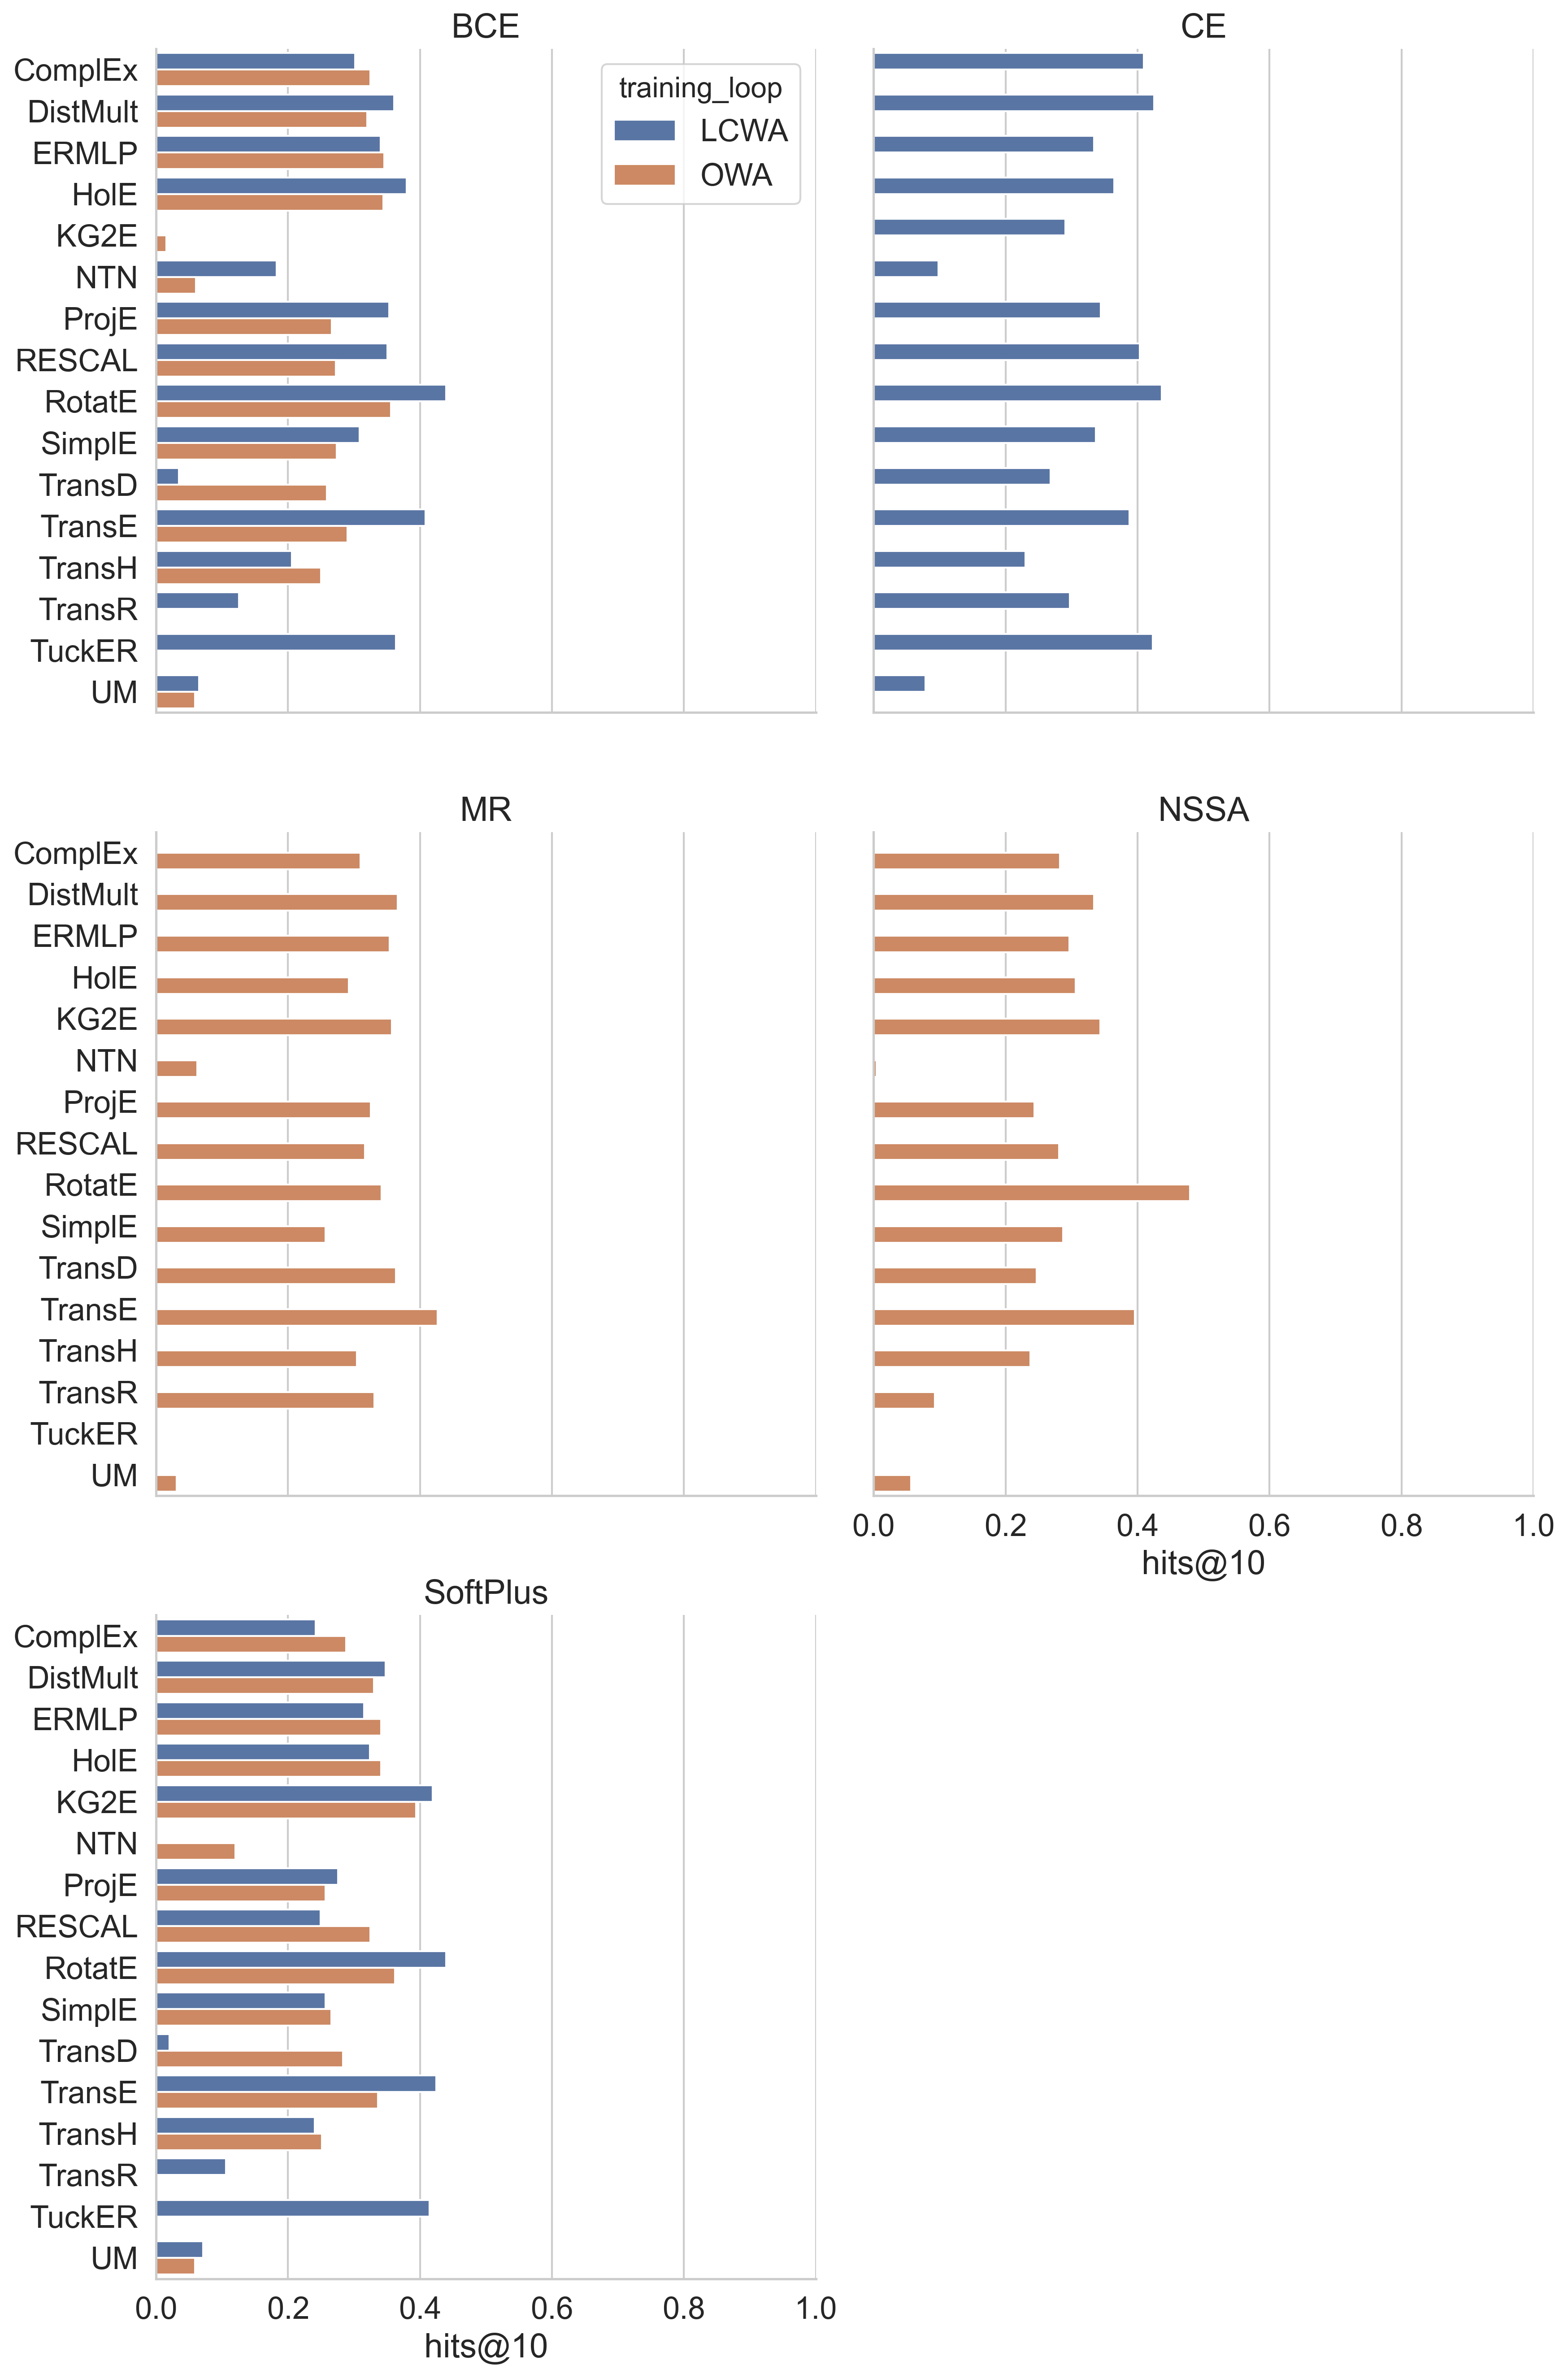 BCE
ComplEx
DistMult
ERMLP
HolE
KG2E
NTN
ProjE
RESCAL
RotatE
SimplE
TransD
TransE
TransH
TransR
TuckER
UM
training_loop
LCWA
OWA
CE
MR
ComplEx
DistMult
ERMLP
HolE
KG2E
NTN
ProjE
RESCAL
RotatE
SimplE
TransD
TransE
TransH
TransR
TuckER
UM
NSSA
0.0 0.2 0.4 0.6 0.8 1.0
hits@10
SoftPlus
ComplEx
DistMult
ERMLP
HolE
KG2E
NTN
ProjE
RESCAL
RotatE
SimplE
TransD
TransE
TransH
TransR
TuckER
UM
0.0 0.2 0.4 0.6 0.8 1.0
hits@10